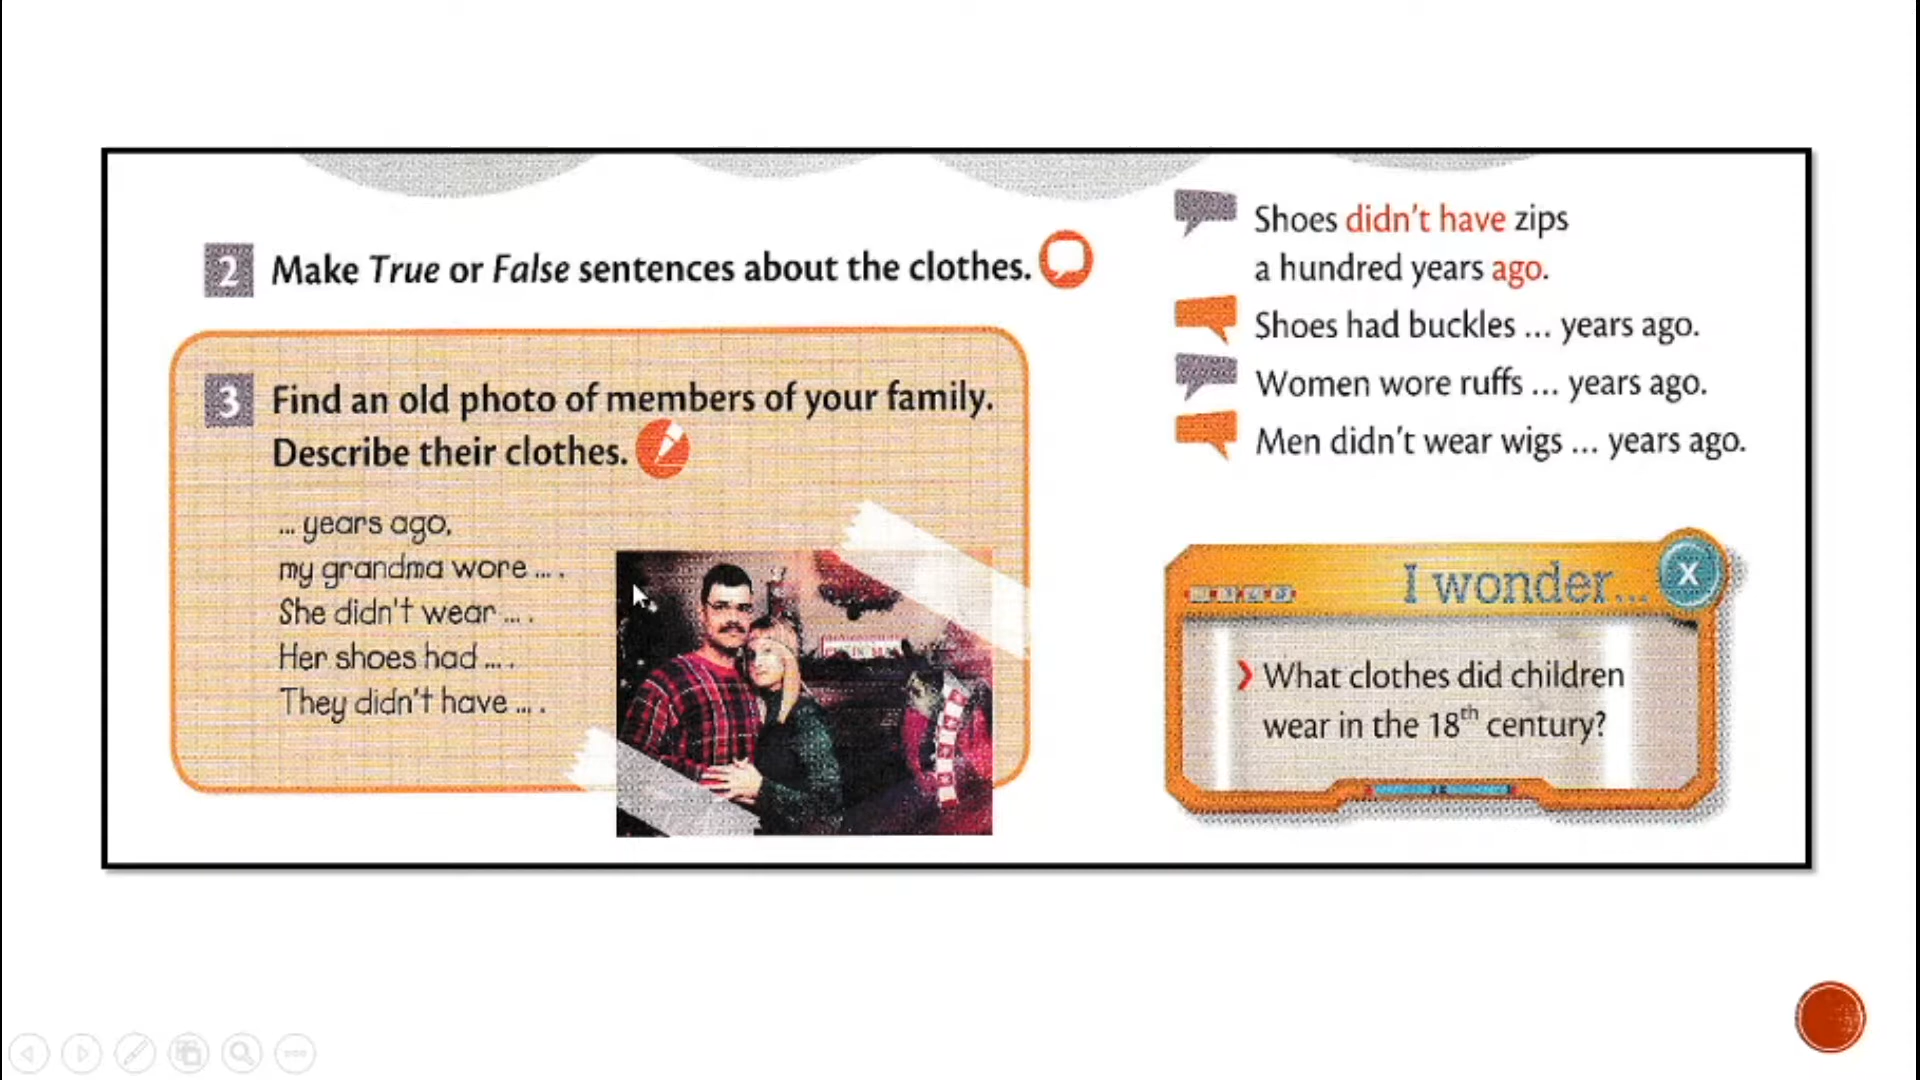 2 Make True or False sentences about the clothes.
3 Find an old photo of members of your family.
Describe their clothes.
... years ago,
my grandma wore ... .
She didn't wear ... .
Her shoes had ... .
They didn't have ... .
Shoes didn't have zips
a hundred years ago.
Shoes had buckles ... years ago.
Women wore ruffs ... years ago.
Men didn't wear wigs ... years ago.
I wonder...
X
What clothes did children
wear in the 18th century?